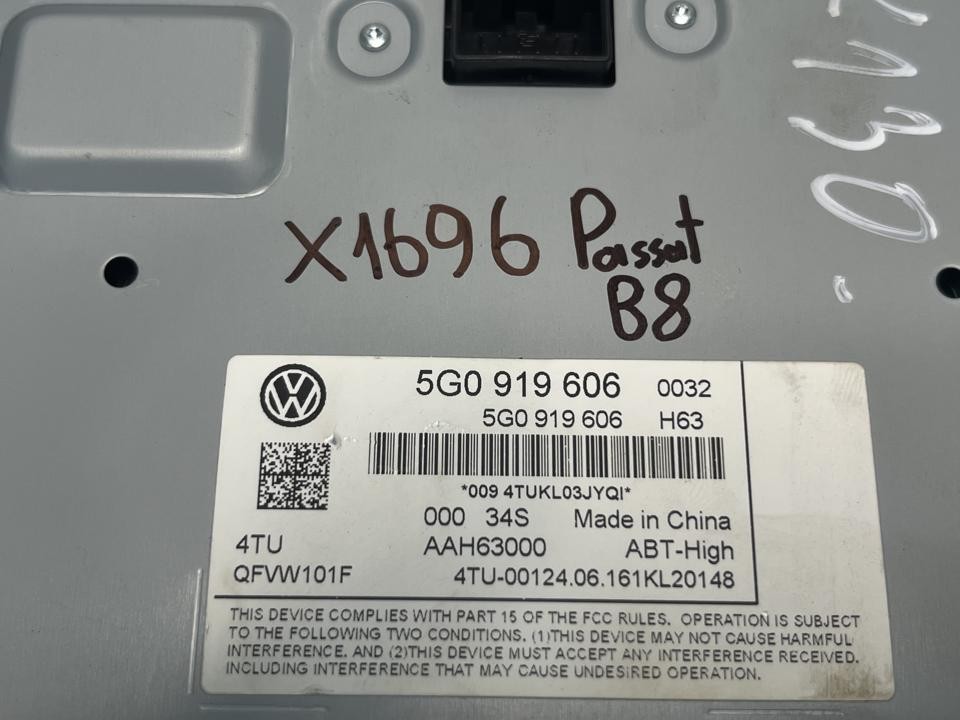 130
X1696 Passat
B8
5G0 919 606 0032
5G0 919 606 H63
*009 4TUKL03JYQI*
000 34S Made in China
4TU AAH63000 ABT-High
QFVW101F 4TU-00124.06.161KL20148
THIS DEVICE COMPLIES WITH PART 15 OF THE FCC RULES. OPERATION IS SUBJECT
TO THE FOLLOWING TWO CONDITIONS. (1)THIS DEVICE MAY NOT CAUSE HARMFUL
INTERFERENCE. AND (2)THIS DEVICE MUST ACCEPT ANY INTERFERENCE RECEIVED.
INCLUDING INTERFERENCE THAT MAY CAUSE UNDESIRED OPERATION.